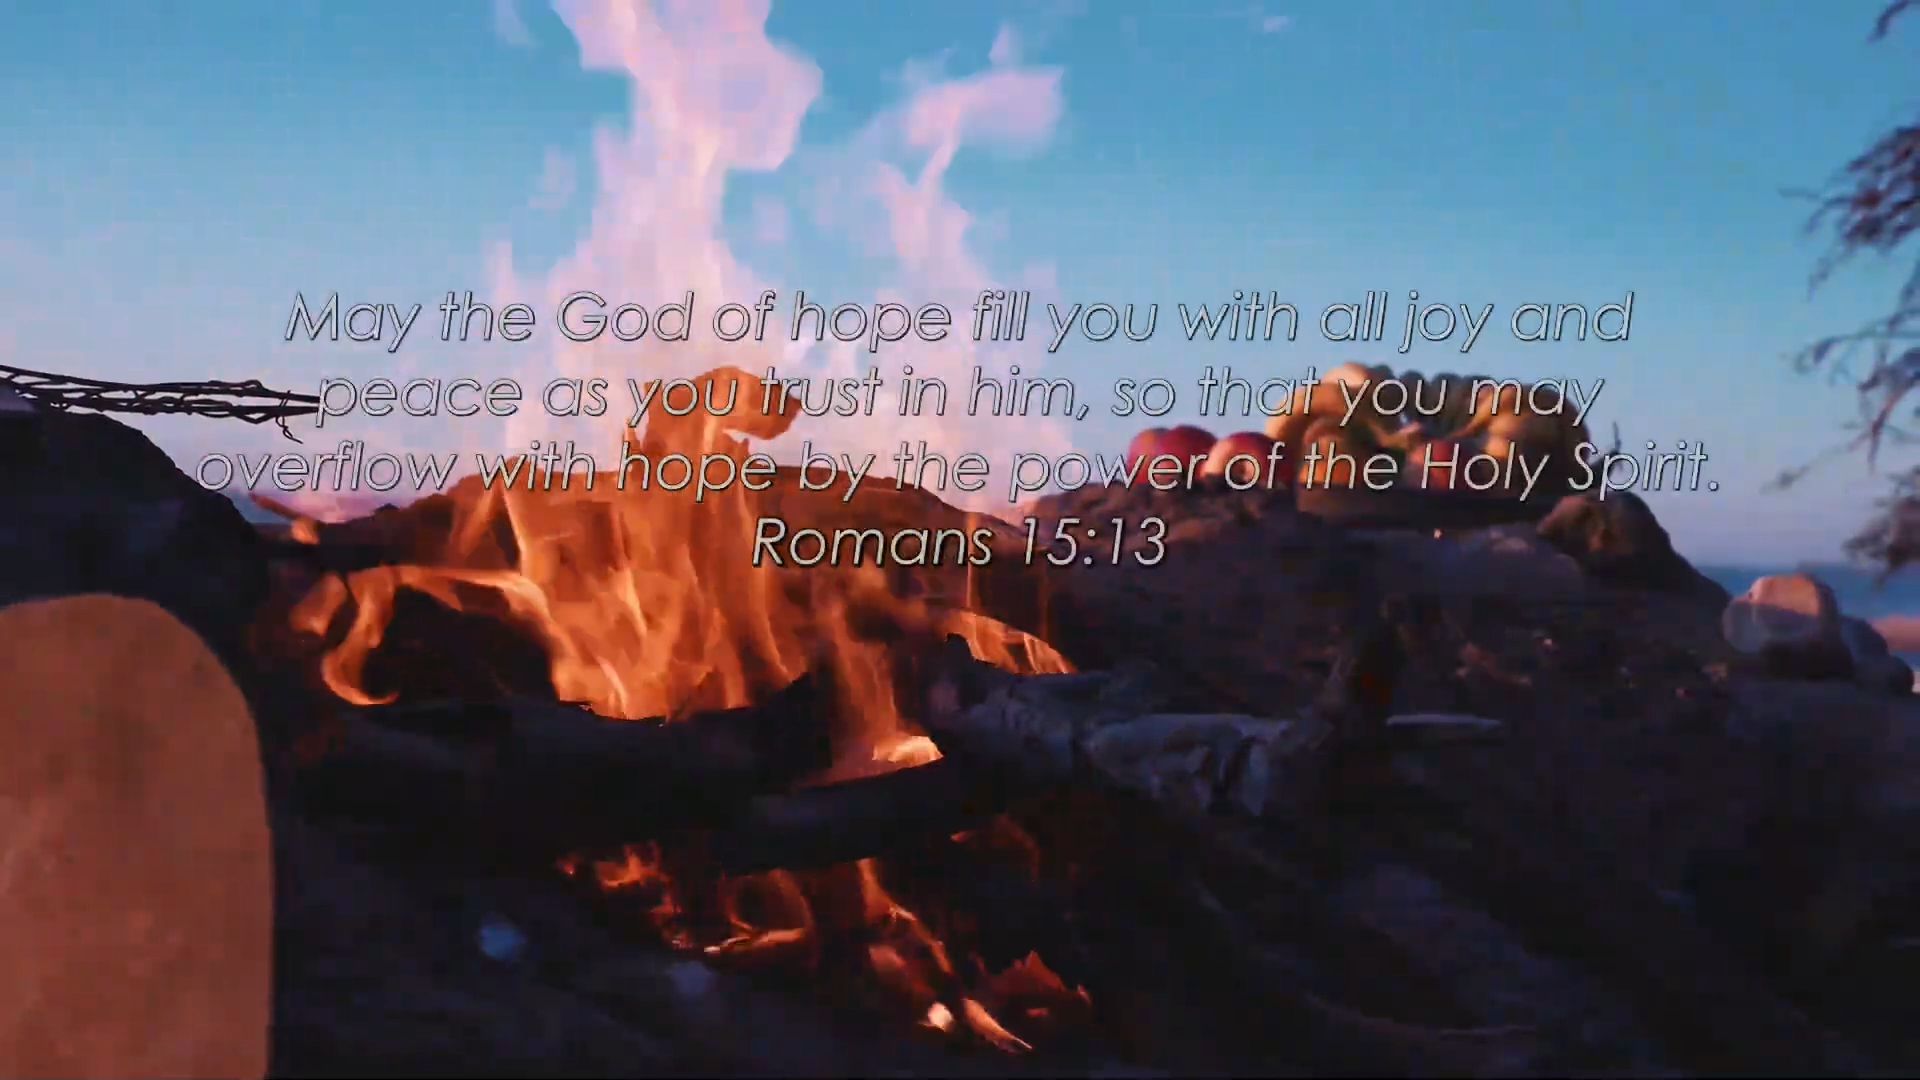 May the God of hope fill you with all joy and
peace as you trust in him, so that you may
overflow with hope by the power of the Holy Spirit.
Romans 15:13